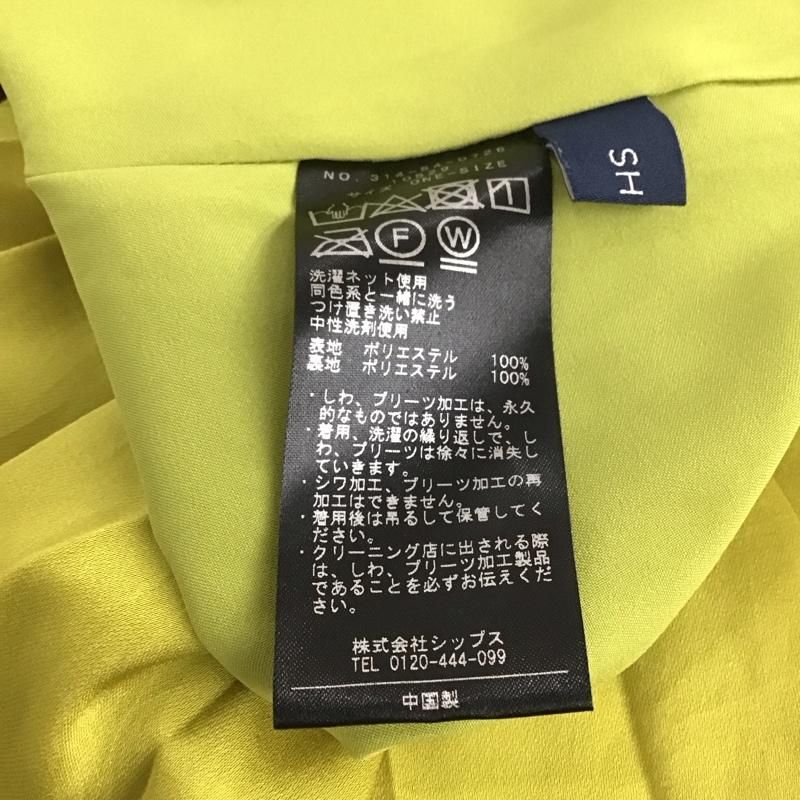 NO. 314-54-0726
サイズ ONE-SIZE
F W
洗濯ネット使用
同色系と一緒に洗う
つけ置き洗い禁止
中性洗剤使用
表地 ポリエステル 100%
裏地 ポリエステル 100%
・しわ、プリーツ加工は、永久
的なものではありません。
・着用、洗濯の繰り返しで、し
わ、プリーツは徐々に消失し
ていきます。
・シワ加工、プリーツ加工の再
加工はできません。
・着用後は吊るして保管してく
ださい。
・クリーニング店に出される際
は、しわ、プリーツ加工製品
であることを必ずお伝えくだ
さい。
株式会社シップス
TEL 0120-444-099
中国製
SH